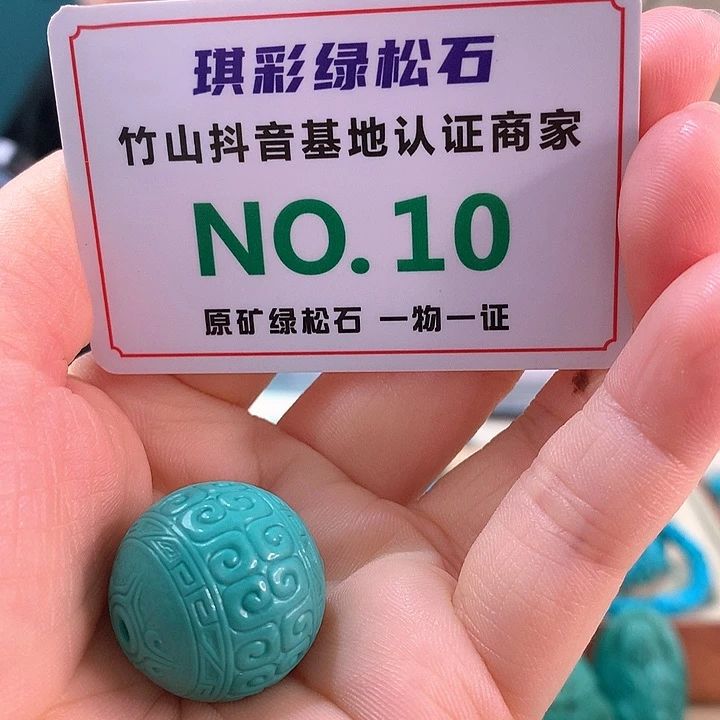 琪彩绿松石
竹山抖音基地认证商家
NO.10
原矿绿松石 一物一证